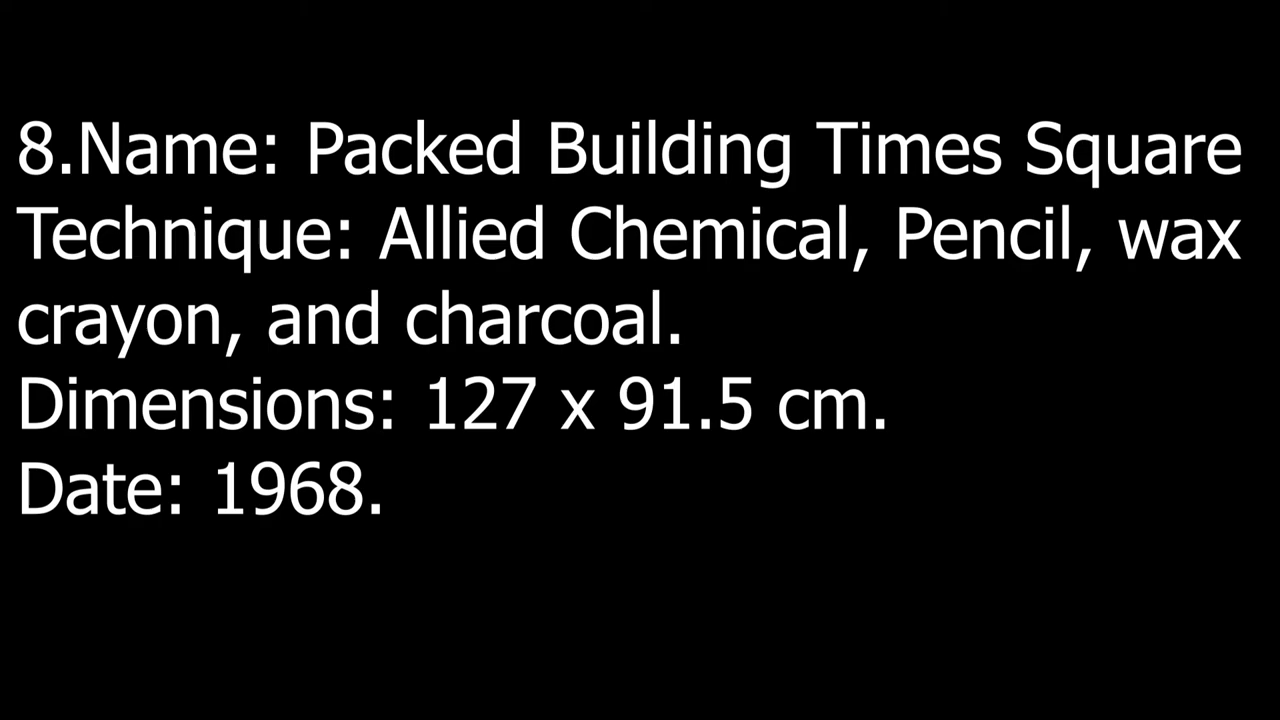 8.Name: Packed Building Times Square
Technique: Allied Chemical, Pencil, wax
crayon, and charcoal.
Dimensions: 127 x 91.5 cm.
Date: 1968.